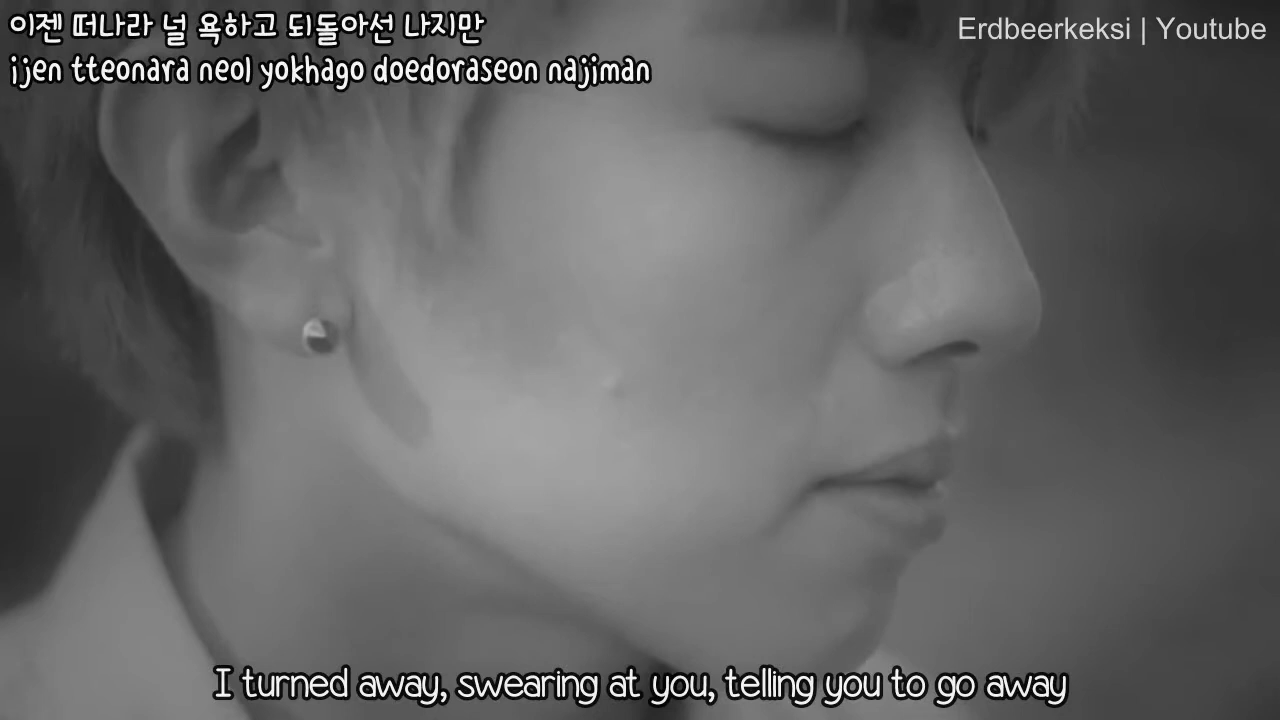 이젠 떠나라 널 욕하고 되돌아선 나지만
Erdbeerkeksi | Youtube
ijen tteonara neol yokhago doedoraseon najiman
I turned away, swearing at you, telling you to go away